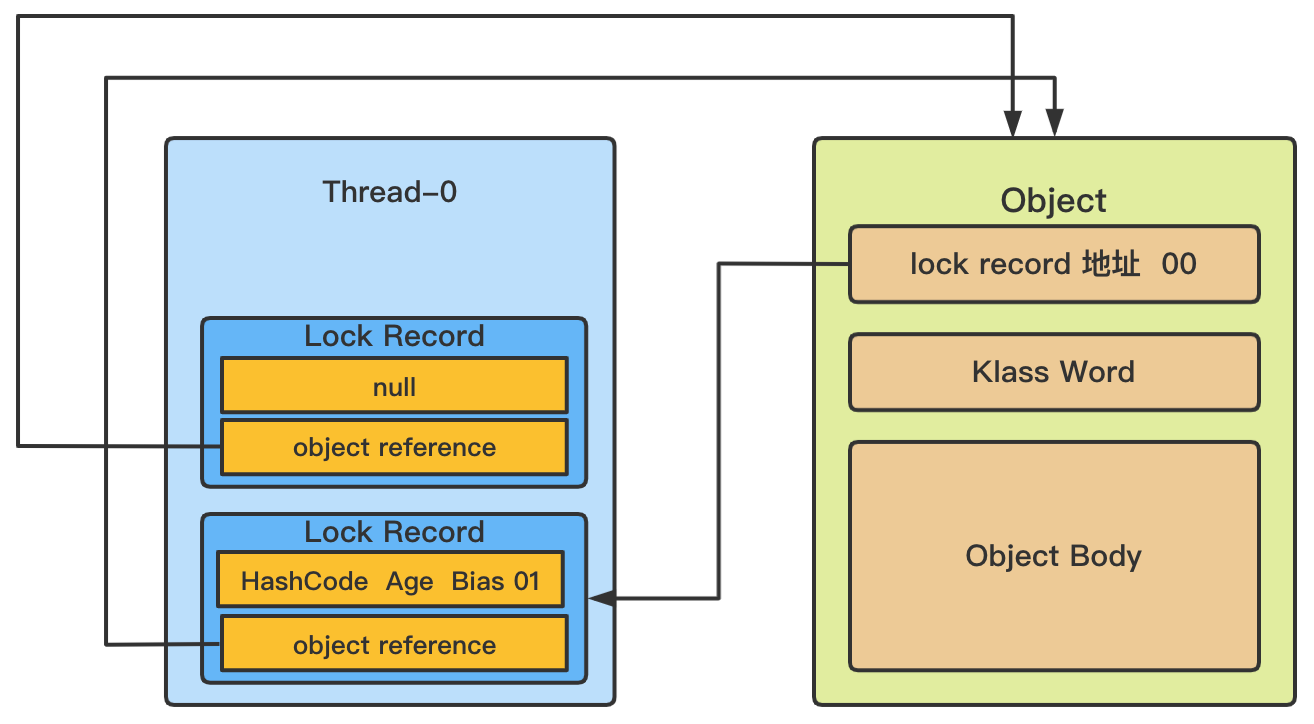 Thread-0
Lock Record
null
object reference
Lock Record
HashCode Age Bias 01
object reference
Object
lock record 地址 00
Klass Word
Object Body